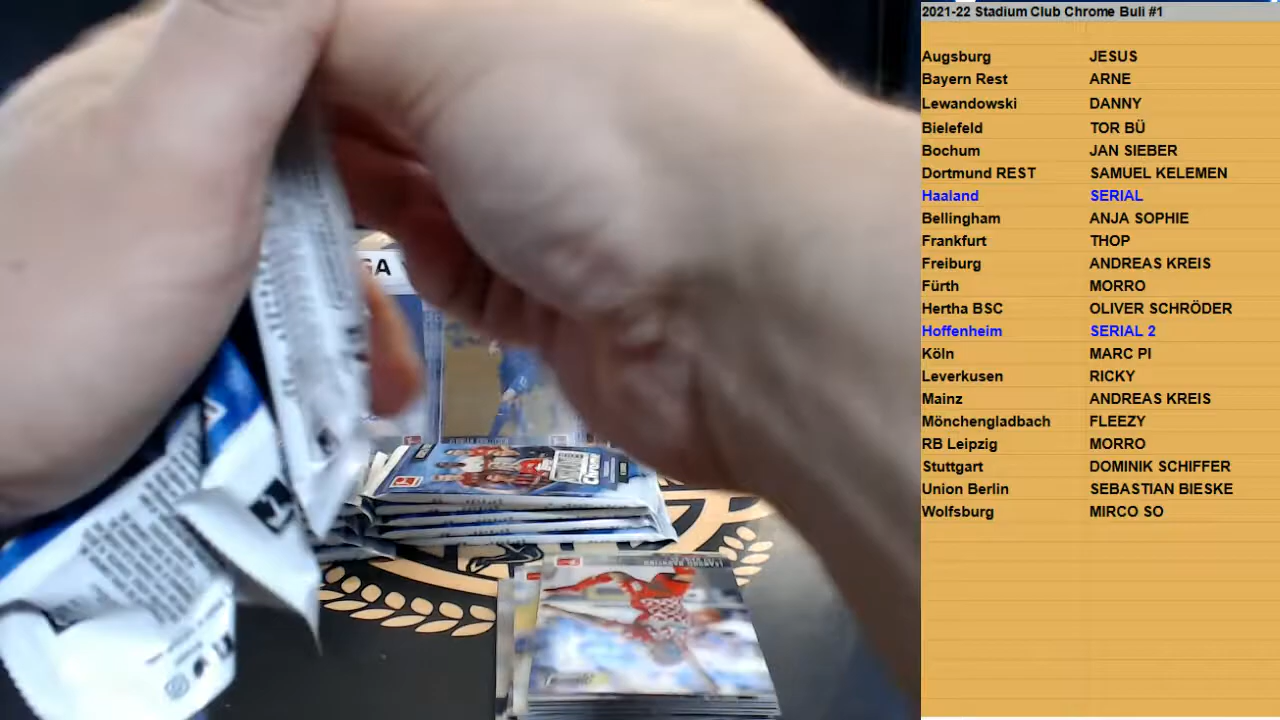 2021-22 Stadium Club Chrome Buli #1
Augsburg JESUS
Bayern Rest ARNE
Lewandowski DANNY
Bielefeld TOR BÜ
Bochum JAN SIEBER
Dortmund REST SAMUEL KELEMEN
Haaland SERIAL
Bellingham ANJA SOPHIE
Frankfurt THOP
Freiburg ANDREAS KREIS
Fürth MORRO
Hertha BSC OLIVER SCHRÖDER
Hoffenheim SERIAL 2
Köln MARC PI
Leverkusen RICKY
Mainz ANDREAS KREIS
Mönchengladbach FLEEZY
RB Leipzig MORRO
Stuttgart DOMINIK SCHIFFER
Union Berlin SEBASTIAN BIESKE
Wolfsburg MIRCO SO